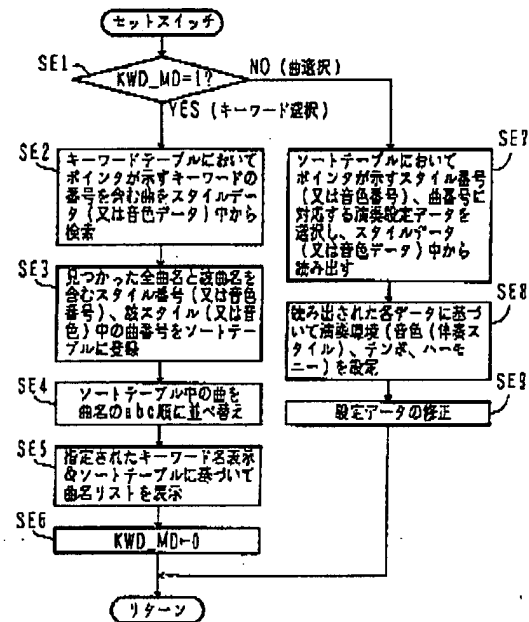 セットスイッチ
SE1
KWD_MD=1?
NO (曲選択)
YES (キーワード選択)
SE2
キーワードテーブルにおいて
ポインタが示すキーワードの
番号を含む曲をスタイルデー
タ(又は音色データ)中から
検索
SE3
見つかった全曲名と該曲名を
含むスタイル番号(又は音色
番号)、該スタイル(又は音
色)中の曲番号をソートテー
ブルに登録
SE4
ソートテーブル中の曲を
曲名のabc順に並べ替え
SE5
指定されたキーワード名表示
&ソートテーブルに基づいて
曲名リストを表示
SE6
KWD_MD←0
SE7
ソートテーブルにおいて
ポインタが示すスタイル番号
(又は音色番号)、曲番号に
対応する演奏設定データを
選択し、スタイルデータ
(又は音色データ)中から
読み出す
SE8
読み出された各データに基づ
いて演奏環境(音色(伴奏ス
タイル)、テンポ、ハーモ
ニー)を設定
SE9
設定データの修正
リターン